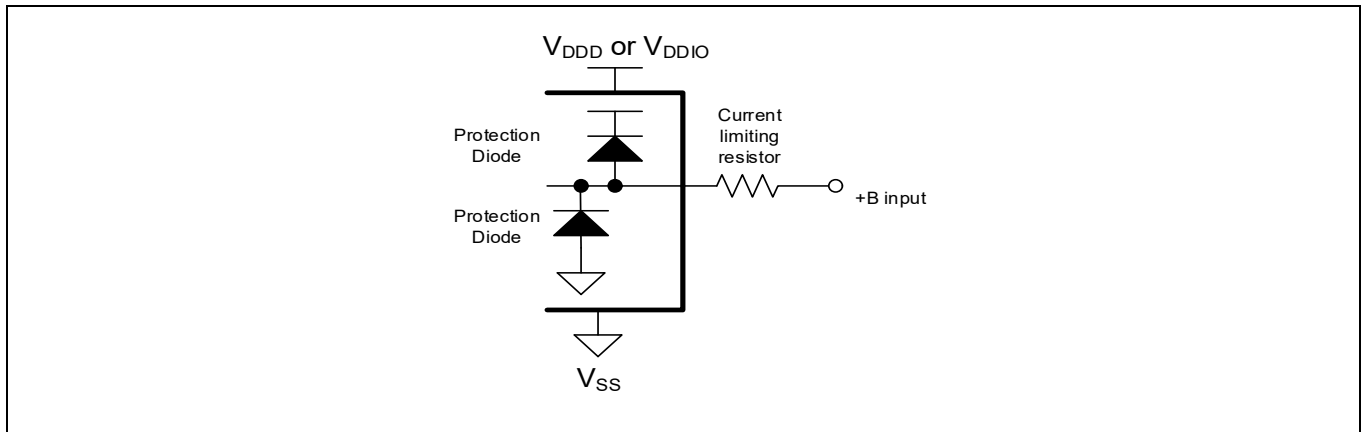 VDDD or VDDIO
Protection
Diode
Current
limiting
resistor
+B input
Protection
Diode
VSS